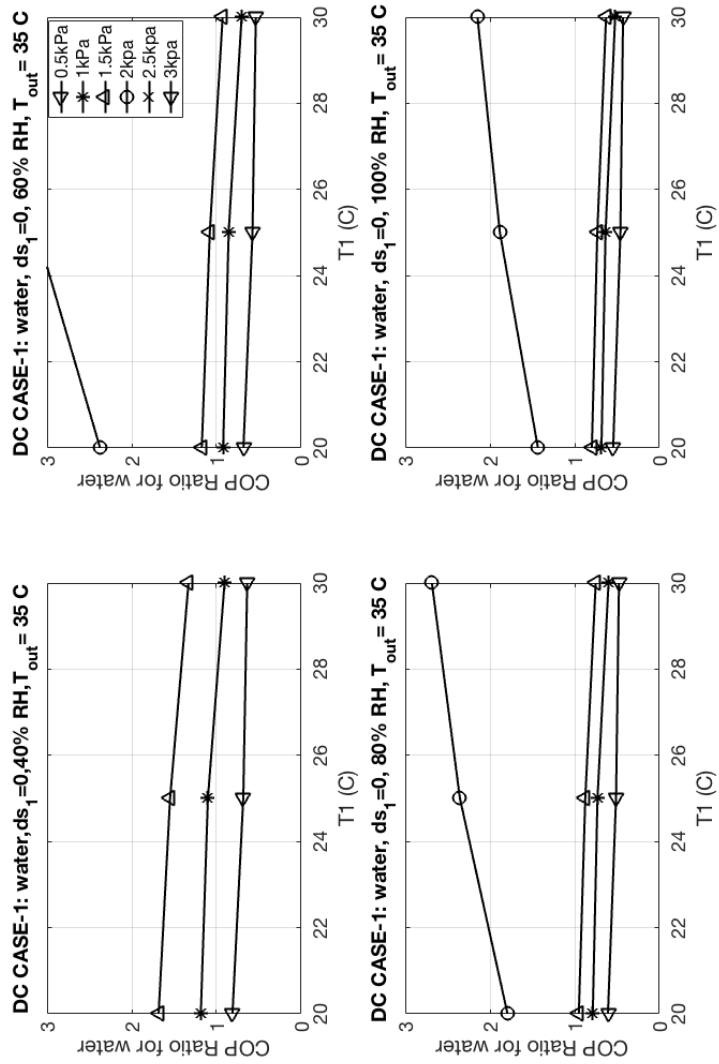 DC CASE-1: water,ds₁=0,40% RH,T_out= 35 C
COP Ratio for water
3
2
1
0
20 22 24 26 28 30
T1 (C)
DC CASE-1: water, ds₁=0, 60% RH, T_out= 35 C
COP Ratio for water
3
2
1
0
20 22 24 26 28 30
T1 (C)
0.5kPa
1kPa
1.5kPa
2kpa
2.5kpa
3kpa
DC CASE-1: water, ds₁=0, 80% RH, T_out= 35 C
COP Ratio for water
3
2
1
0
20 22 24 26 28 30
T1 (C)
DC CASE-1: water, ds₁=0, 100% RH, T_out= 35 C
COP Ratio for water
3
2
1
0
20 22 24 26 28 30
T1 (C)